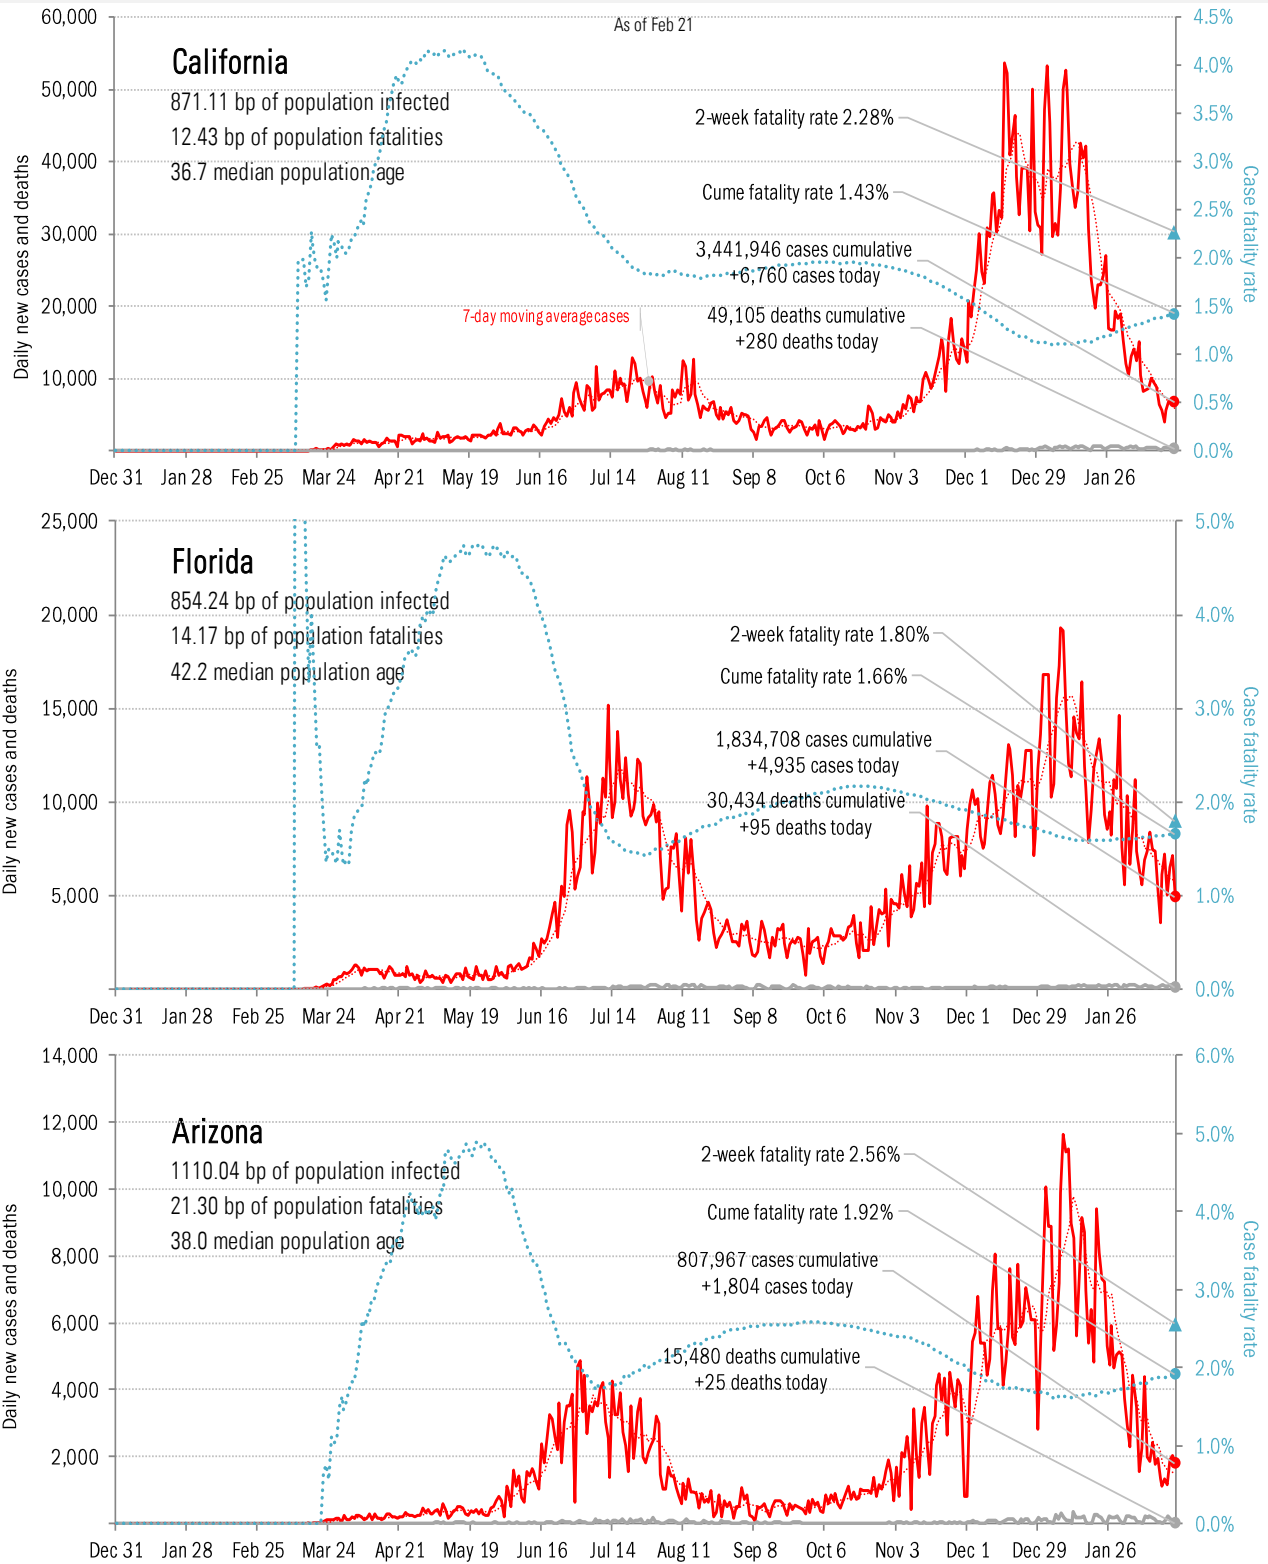 As of Feb 21
60,000
50,000
40,000
30,000
20,000
10,000
Daily new cases and deaths
California
871.11 bp of population infected
12.43 bp of population fatalities
36.7 median population age
2-week fatality rate 2.28%
Cume fatality rate 1.43%
3,441,946 cases cumulative
+6,760 cases today
49,105 deaths cumulative
+280 deaths today
7-day moving average cases
4.5%
4.0%
3.5%
3.0%
2.5%
2.0%
1.5%
1.0%
0.5%
0.0%
Case fatality rate
Dec 31 Jan 28 Feb 25 Mar 24 Apr 21 May 19 Jun 16 Jul 14 Aug 11 Sep 8 Oct 6 Nov 3 Dec 1 Dec 29 Jan 26
25,000
20,000
15,000
10,000
5,000
Daily new cases and deaths
Florida
854.24 bp of population infected
14.17 bp of population fatalities
42.2 median population age
2-week fatality rate 1.80%
Cume fatality rate 1.66%
1,834,708 cases cumulative
+4,935 cases today
30,434 deaths cumulative
+95 deaths today
5.0%
4.0%
3.0%
2.0%
1.0%
0.0%
Case fatality rate
Dec 31 Jan 28 Feb 25 Mar 24 Apr 21 May 19 Jun 16 Jul 14 Aug 11 Sep 8 Oct 6 Nov 3 Dec 1 Dec 29 Jan 26
14,000
12,000
10,000
8,000
6,000
4,000
2,000
Daily new cases and deaths
Arizona
1110.04 bp of population infected
21.30 bp of population fatalities
38.0 median population age
2-week fatality rate 2.56%
Cume fatality rate 1.92%
807,967 cases cumulative
+1,804 cases today
15,480 deaths cumulative
+25 deaths today
6.0%
5.0%
4.0%
3.0%
2.0%
1.0%
0.0%
Case fatality rate
Dec 31 Jan 28 Feb 25 Mar 24 Apr 21 May 19 Jun 16 Jul 14 Aug 11 Sep 8 Oct 6 Nov 3 Dec 1 Dec 29 Jan 26